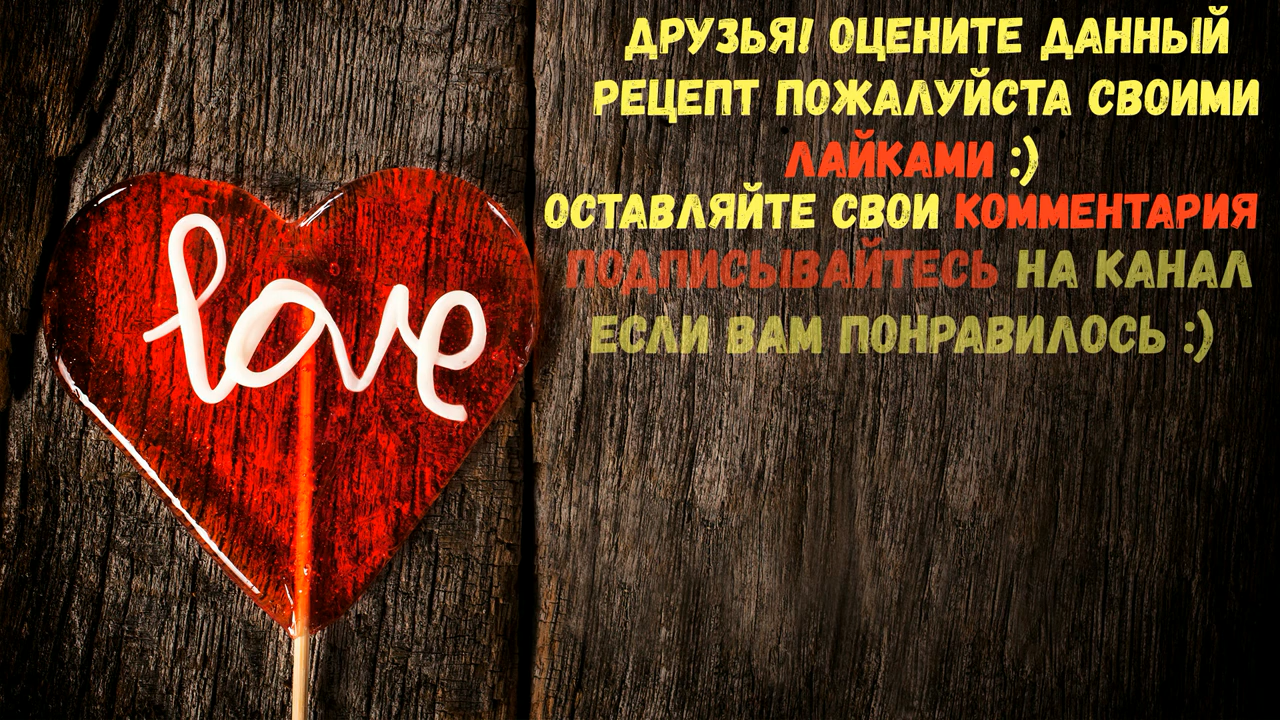 love
ДРУЗЬЯ! ОЦЕНИТЕ ДАННЫЙ
РЕЦЕПТ ПОЖАЛУЙСТА СВОИМИ
ЛАЙКАМИ :)
ОСТАВЛЯЙТЕ СВОИ КОММЕНТАРИЯ
ПОДПИСЫВАЙТЕСЬ НА КАНАЛ
ЕСЛИ ВАМ ПОНРАВИЛОСЬ :)